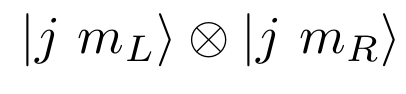 |j m_L⟩ ⊗ |j m_R⟩